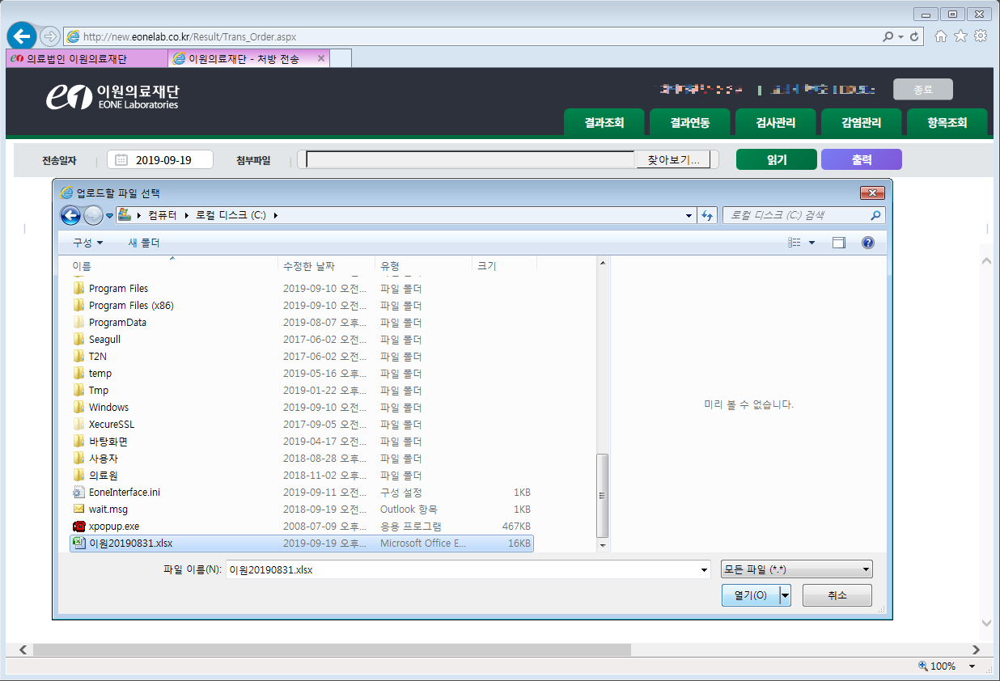 http://new.eonelab.co.kr/Result/Trans_Order.aspx
의료법인 이원의료재단
이원의료재단 - 처방 전송
eo1 이원의료재단
EONE Laboratories
종료
결과조회 결과연동 검사관리 감염관리 항목조회
전송일자 2019-09-19 첨부파일 찾아보기... 읽기 출력
업로드할 파일 선택
컴퓨터 로컬 디스크 (C:) 로컬 디스크 (C:) 검색
구성 새 폴더
이름 수정한 날짜 유형 크기
Program Files 2019-09-10 오전... 파일 폴더
Program Files (x86) 2019-09-10 오전... 파일 폴더
ProgramData 2019-08-07 오후... 파일 폴더
Seagull 2017-06-02 오전... 파일 폴더
T2N 2017-06-02 오전... 파일 폴더
temp 2019-05-16 오후... 파일 폴더
Tmp 2019-01-22 오후... 파일 폴더
Windows 2019-09-10 오전... 파일 폴더
XecureSSL 2017-09-05 오전... 파일 폴더
바탕화면 2019-04-17 오전... 파일 폴더
사용자 2018-08-28 오후... 파일 폴더
의료원 2018-11-02 오후... 파일 폴더
EoneInterface.ini 2019-09-11 오전... 구성 설정 1KB
wait.msg 2018-09-19 오전... Outlook 항목 1KB
xpopup.exe 2008-07-09 오후... 응용 프로그램 467KB
이원20190831.xlsx 2019-09-19 오후... Microsoft Office E... 16KB
미리 볼 수 없습니다.
파일 이름(N): 이원20190831.xlsx 모든 파일 (*.*)
열기(O) 취소
100%